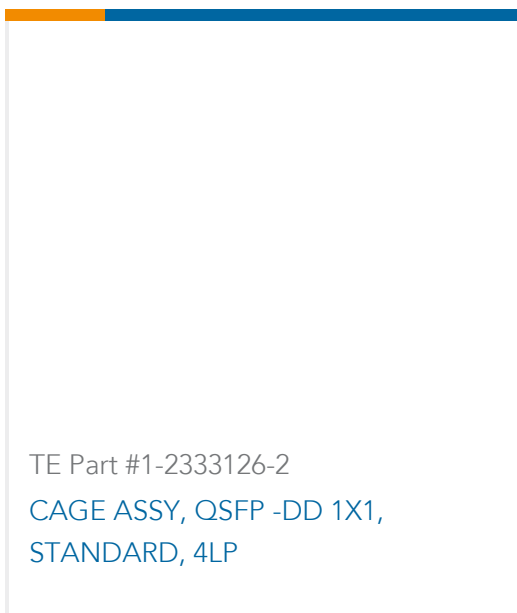 TE Part #1-2333126-2
CAGE ASSY, QSFP -DD 1X1,
STANDARD, 4LP